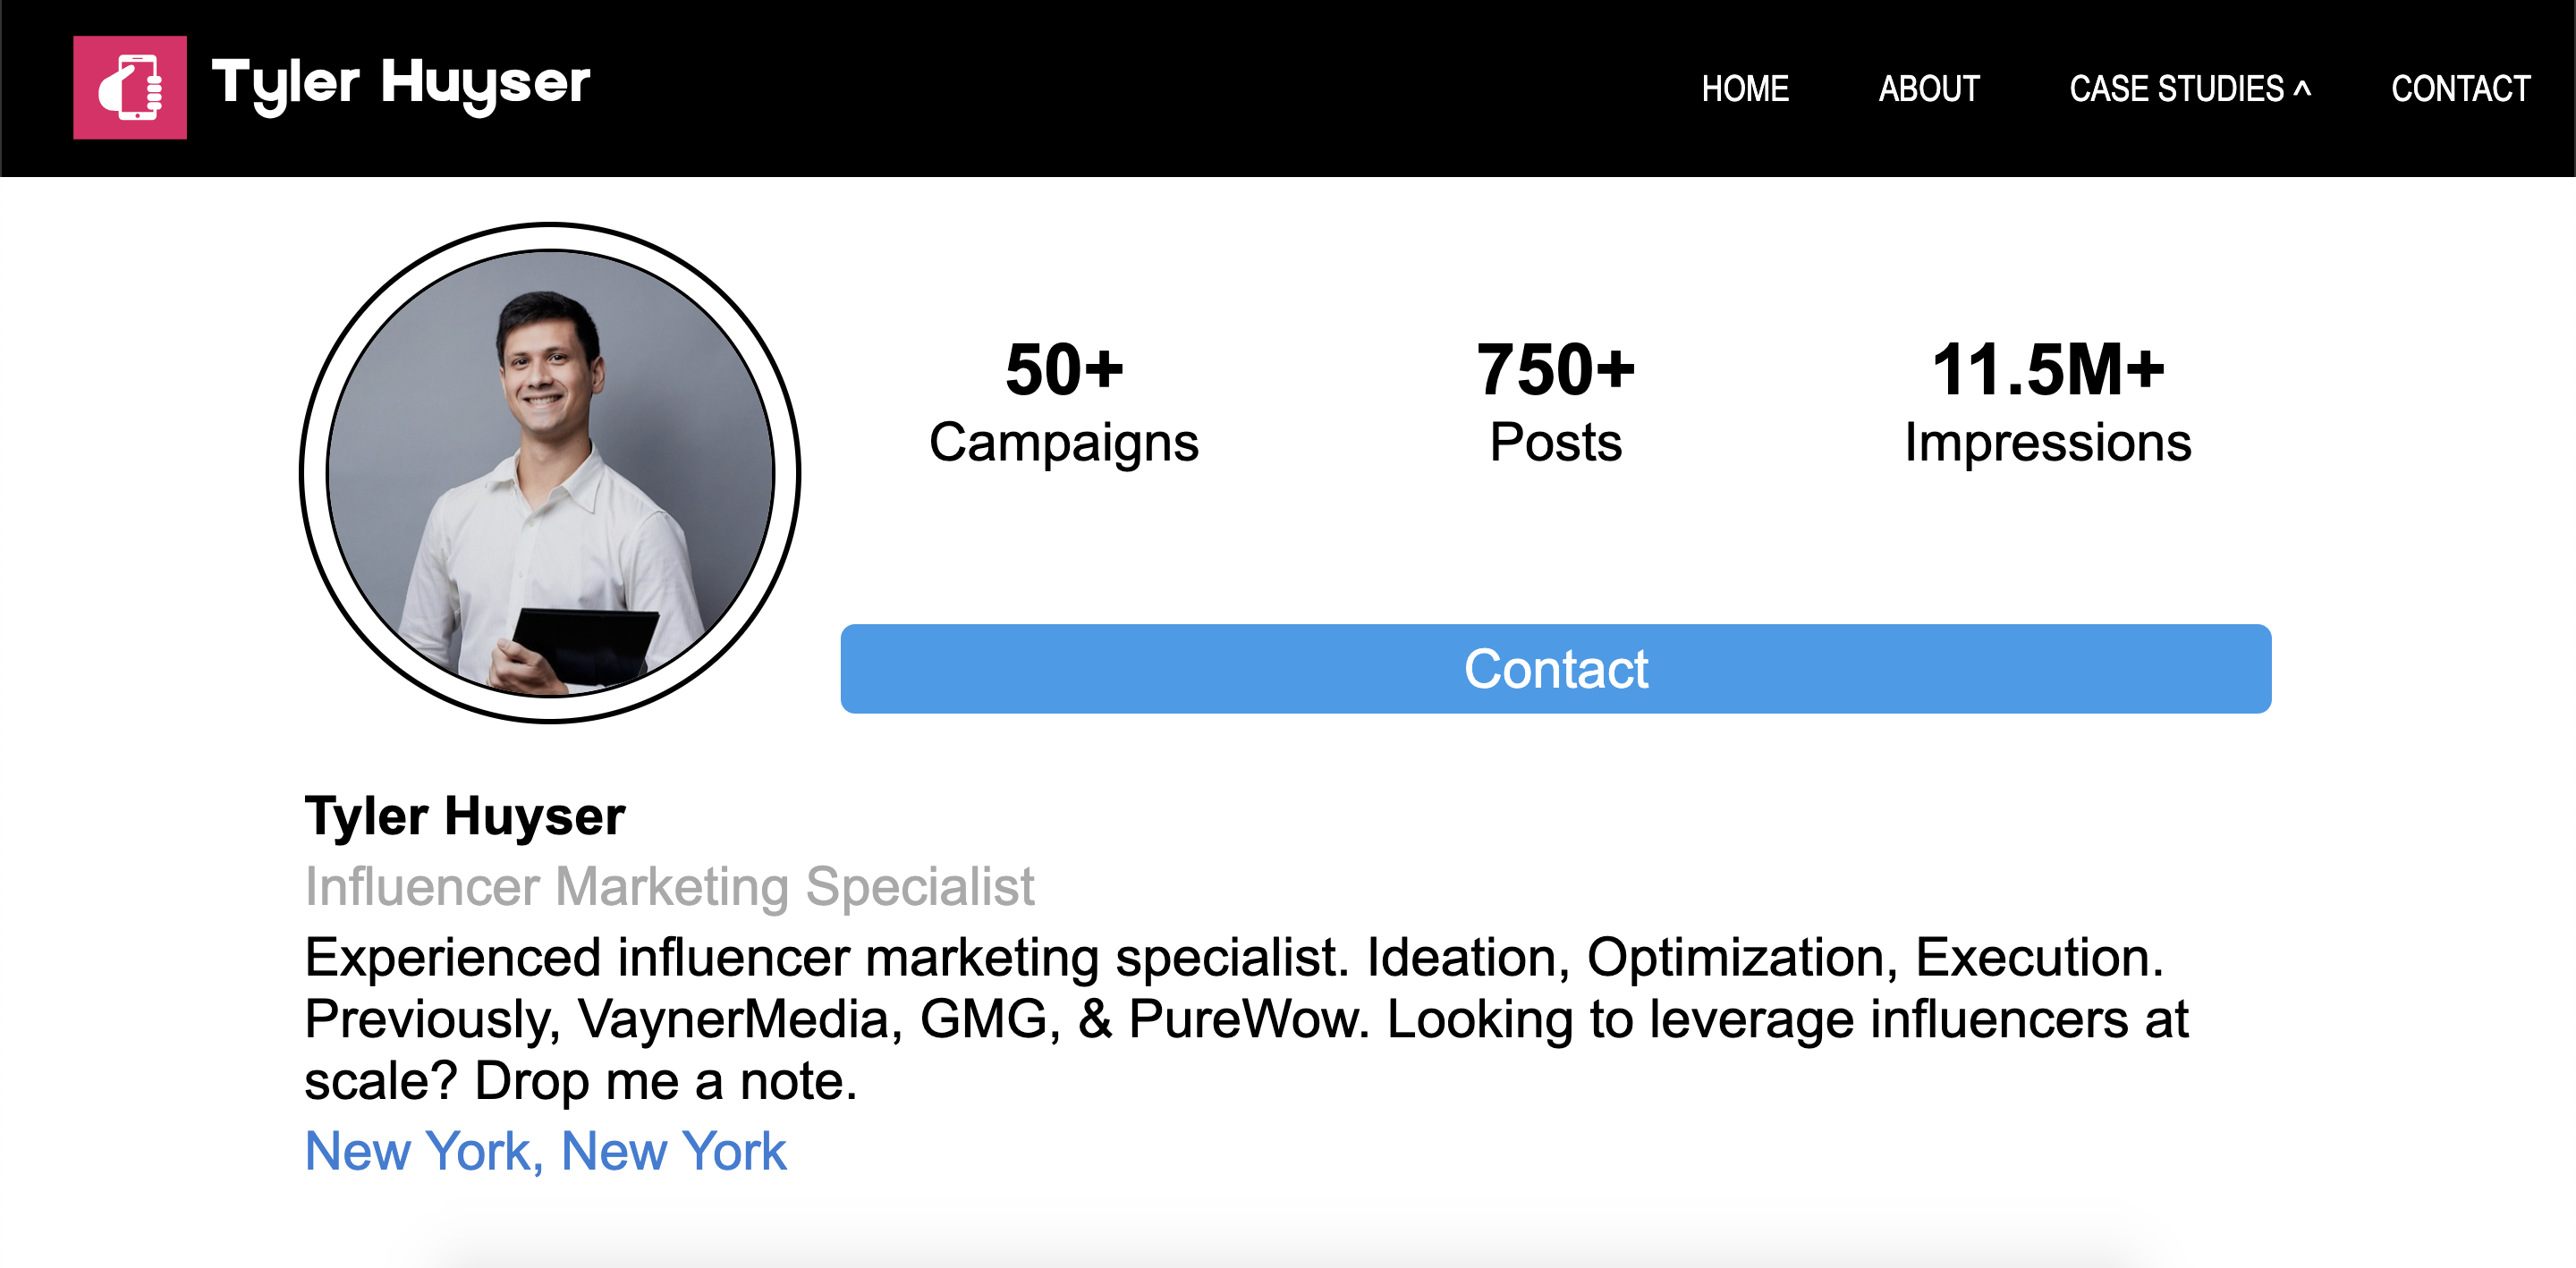 Tyler Huyser
HOME
ABOUT
CASE STUDIES ^
CONTACT
50+
Campaigns
750+
Posts
11.5M+
Impressions
Contact
Tyler Huyser
Influencer Marketing Specialist
Experienced influencer marketing specialist. Ideation, Optimization, Execution.
Previously, VaynerMedia, GMG, & PureWow. Looking to leverage influencers at
scale? Drop me a note.
New York, New York